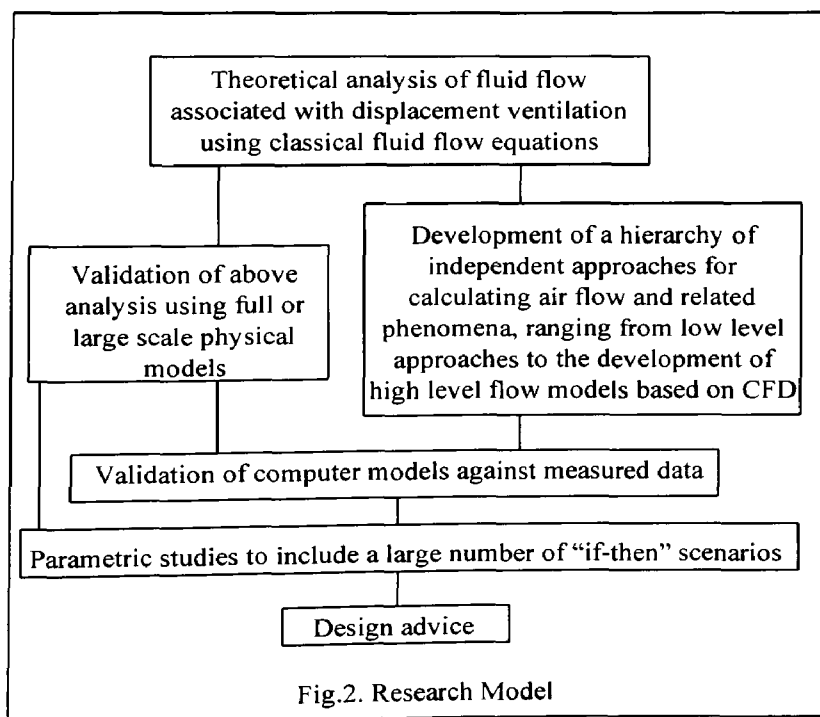 Theoretical analysis of fluid flow
associated with displacement ventilation
using classical fluid flow equations
Validation of above
analysis using full or
large scale physical
models
Development of a hierarchy of
independent approaches for
calculating air flow and related
phenomena, ranging from low level
approaches to the development of
high level flow models based on CFD
Validation of computer models against measured data
Parametric studies to include a large number of “if-then” scenarios
Design advice
Fig.2. Research Model